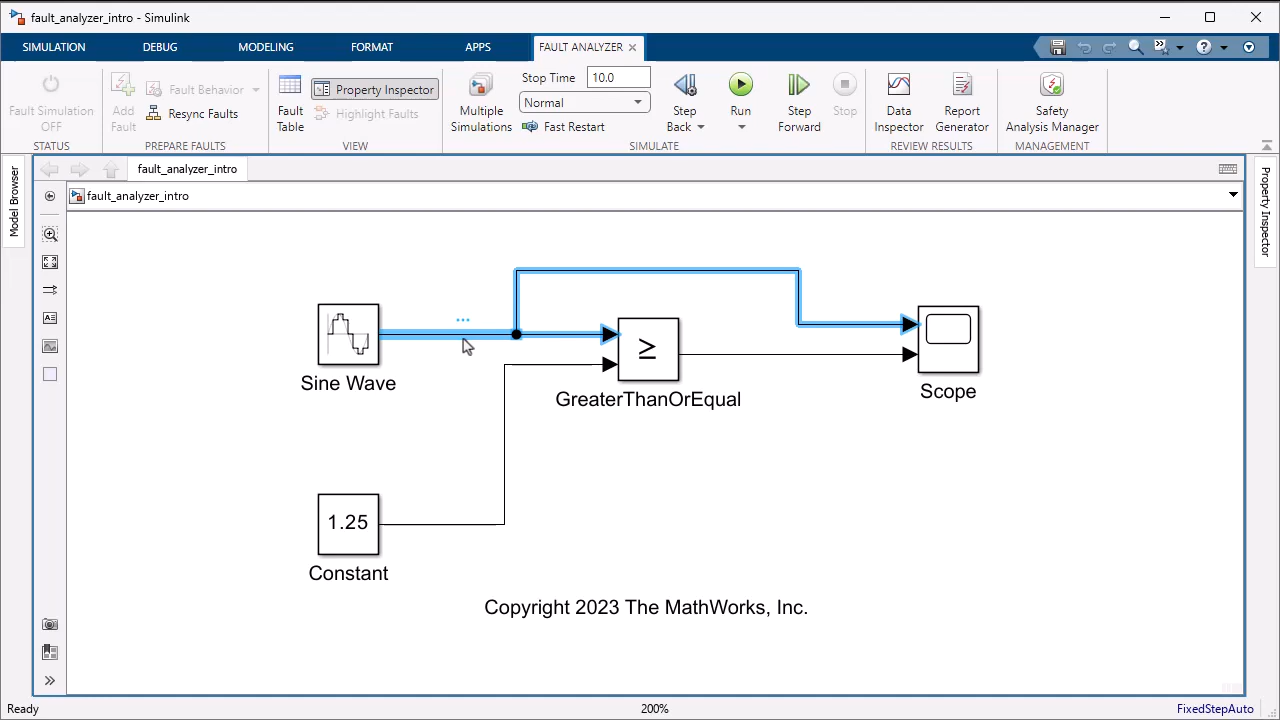 fault_analyzer_intro - Simulink
SIMULATION DEBUG MODELING FORMAT APPS FAULT ANALYZER
Fault Simulation
OFF
STATUS
Add
Fault
Fault Behavior
Resync Faults
PREPARE FAULTS
Fault
Table
Property Inspector
Highlight Faults
VIEW
Multiple
Simulations
Stop Time 10.0
Normal
Fast Restart
Step
Back
Run
Step
Forward
Stop
SIMULATE
Data
Inspector
Report
Generator
REVIEW RESULTS
Safety
Analysis Manager
MANAGEMENT
Model Browser
fault_analyzer_intro
fault_analyzer_intro
Property Inspector
Sine Wave
≥
GreaterThanOrEqual
Scope
1.25
Constant
Copyright 2023 The MathWorks, Inc.
Ready 200% FixedStepAuto